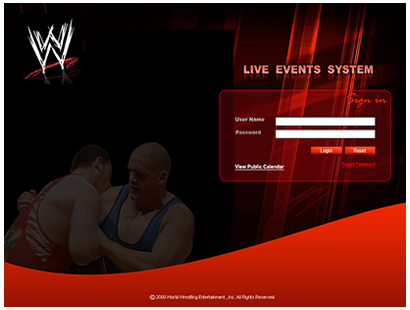 W
LIVE EVENTS SYSTEM
Sign in
User Name
Password
Login Reset
View Public Calendar Forgot Password
© 2009 World Wrestling Entertainment, Inc. All Rights Reserved